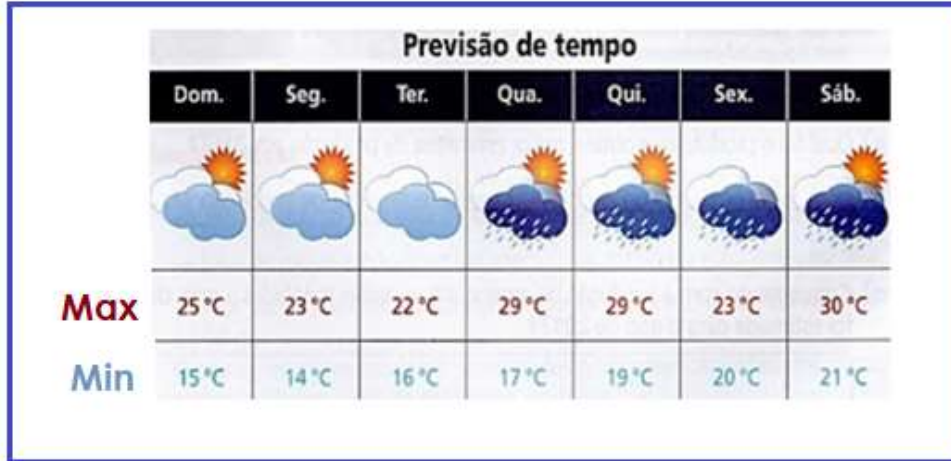 Previsão de tempo
Dom. Seg. Ter. Qua. Qui. Sex. Sáb.
Max 25 °C 23 °C 22 °C 29 °C 29 °C 23 °C 30 °C
Min 15 °C 14 °C 16 °C 17 °C 19 °C 20 °C 21 °C